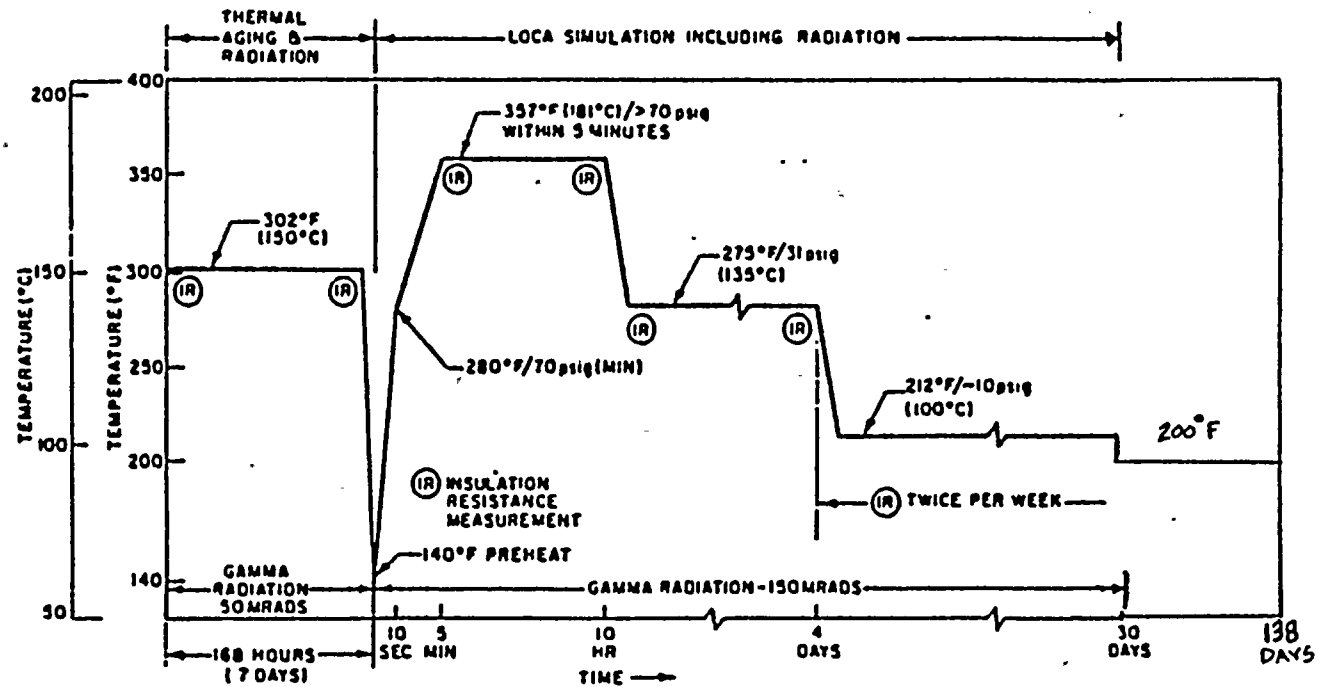 THERMAL
AGING &
RADIATION
LOCA SIMULATION INCLUDING RADIATION
200
400
357°F (181°C)/>70 psig
WITHIN 5 MINUTES
IR
IR
350
302°F
(150°C)
275°F/31 psig
(135°C)
150
300
IR
IR
IR
IR
TEMPERATURE (°C)
TEMPERATURE (°F)
280°F/70 psig (MIN)
250
212°F/~10 psig
(100°C)
100
200°F
200
IR INSULATION
RESISTANCE
MEASUREMENT
IR TWICE PER WEEK
140°F PREHEAT
140
GAMMA
RADIATION
50 MRADS
GAMMA RADIATION-150MRADS
50
10
SEC
5
MIN
10
HR
4
DAYS
30
DAYS
138
DAYS
168 HOURS
(7 DAYS)
TIME